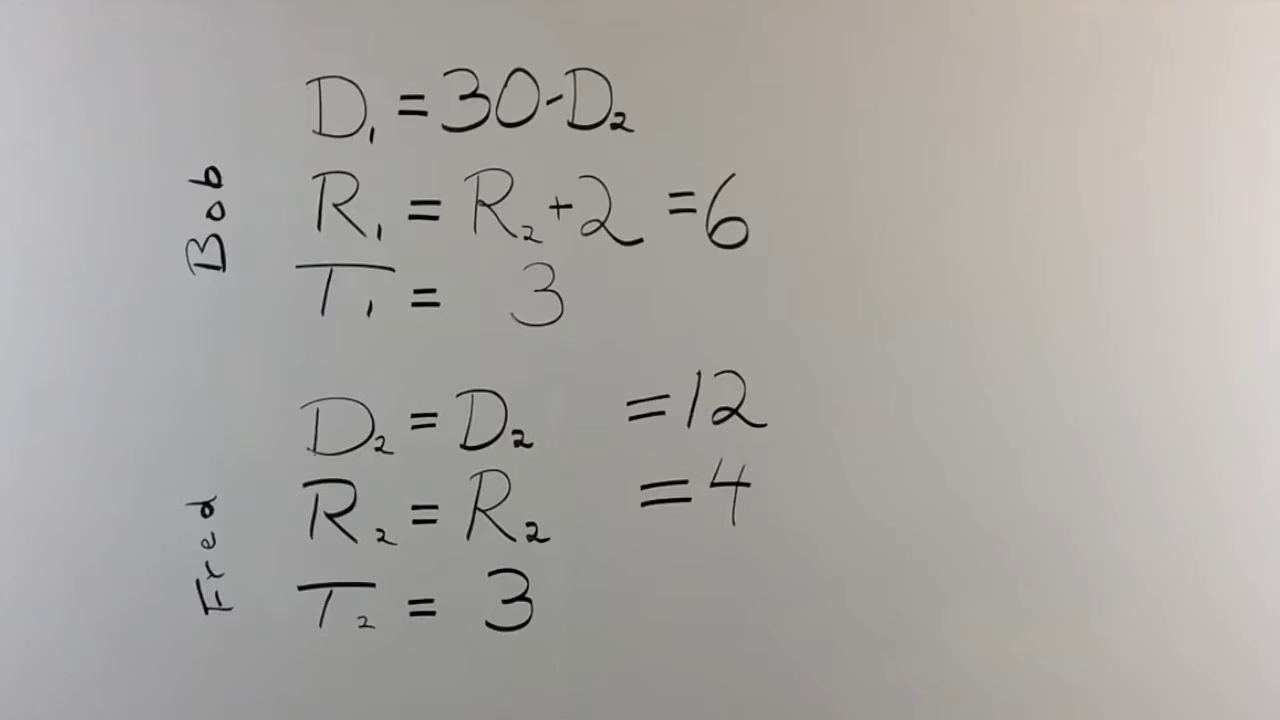 Bob
D₁ = 30-D₂
R₁ = R₂+2 =6
T₁ = 3
Fred
D₂ = D₂ =12
R₂ = R₂ =4
T₂ = 3